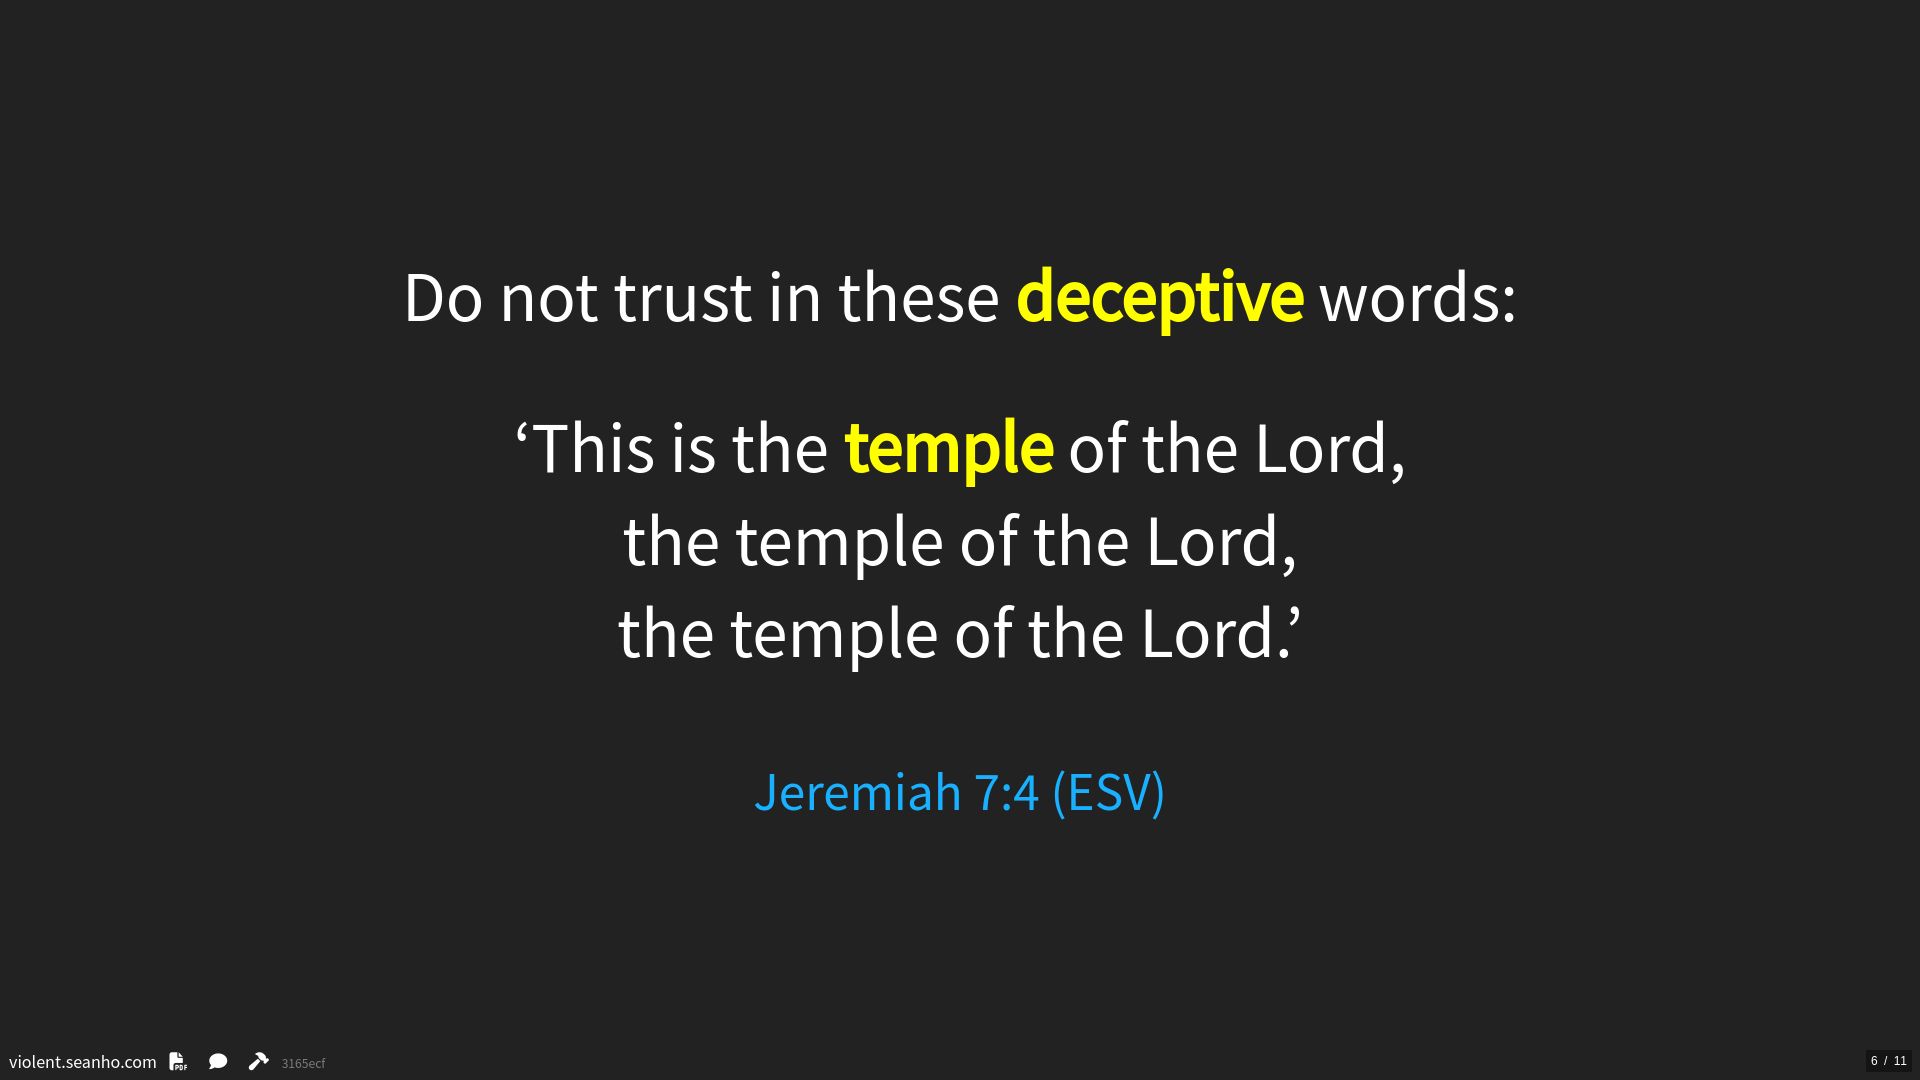 Do not trust in these deceptive words:
‘This is the temple of the Lord,
the temple of the Lord,
the temple of the Lord.’
Jeremiah 7:4 (ESV)
violent.seanho.com PDF 3165ecf
6 / 11